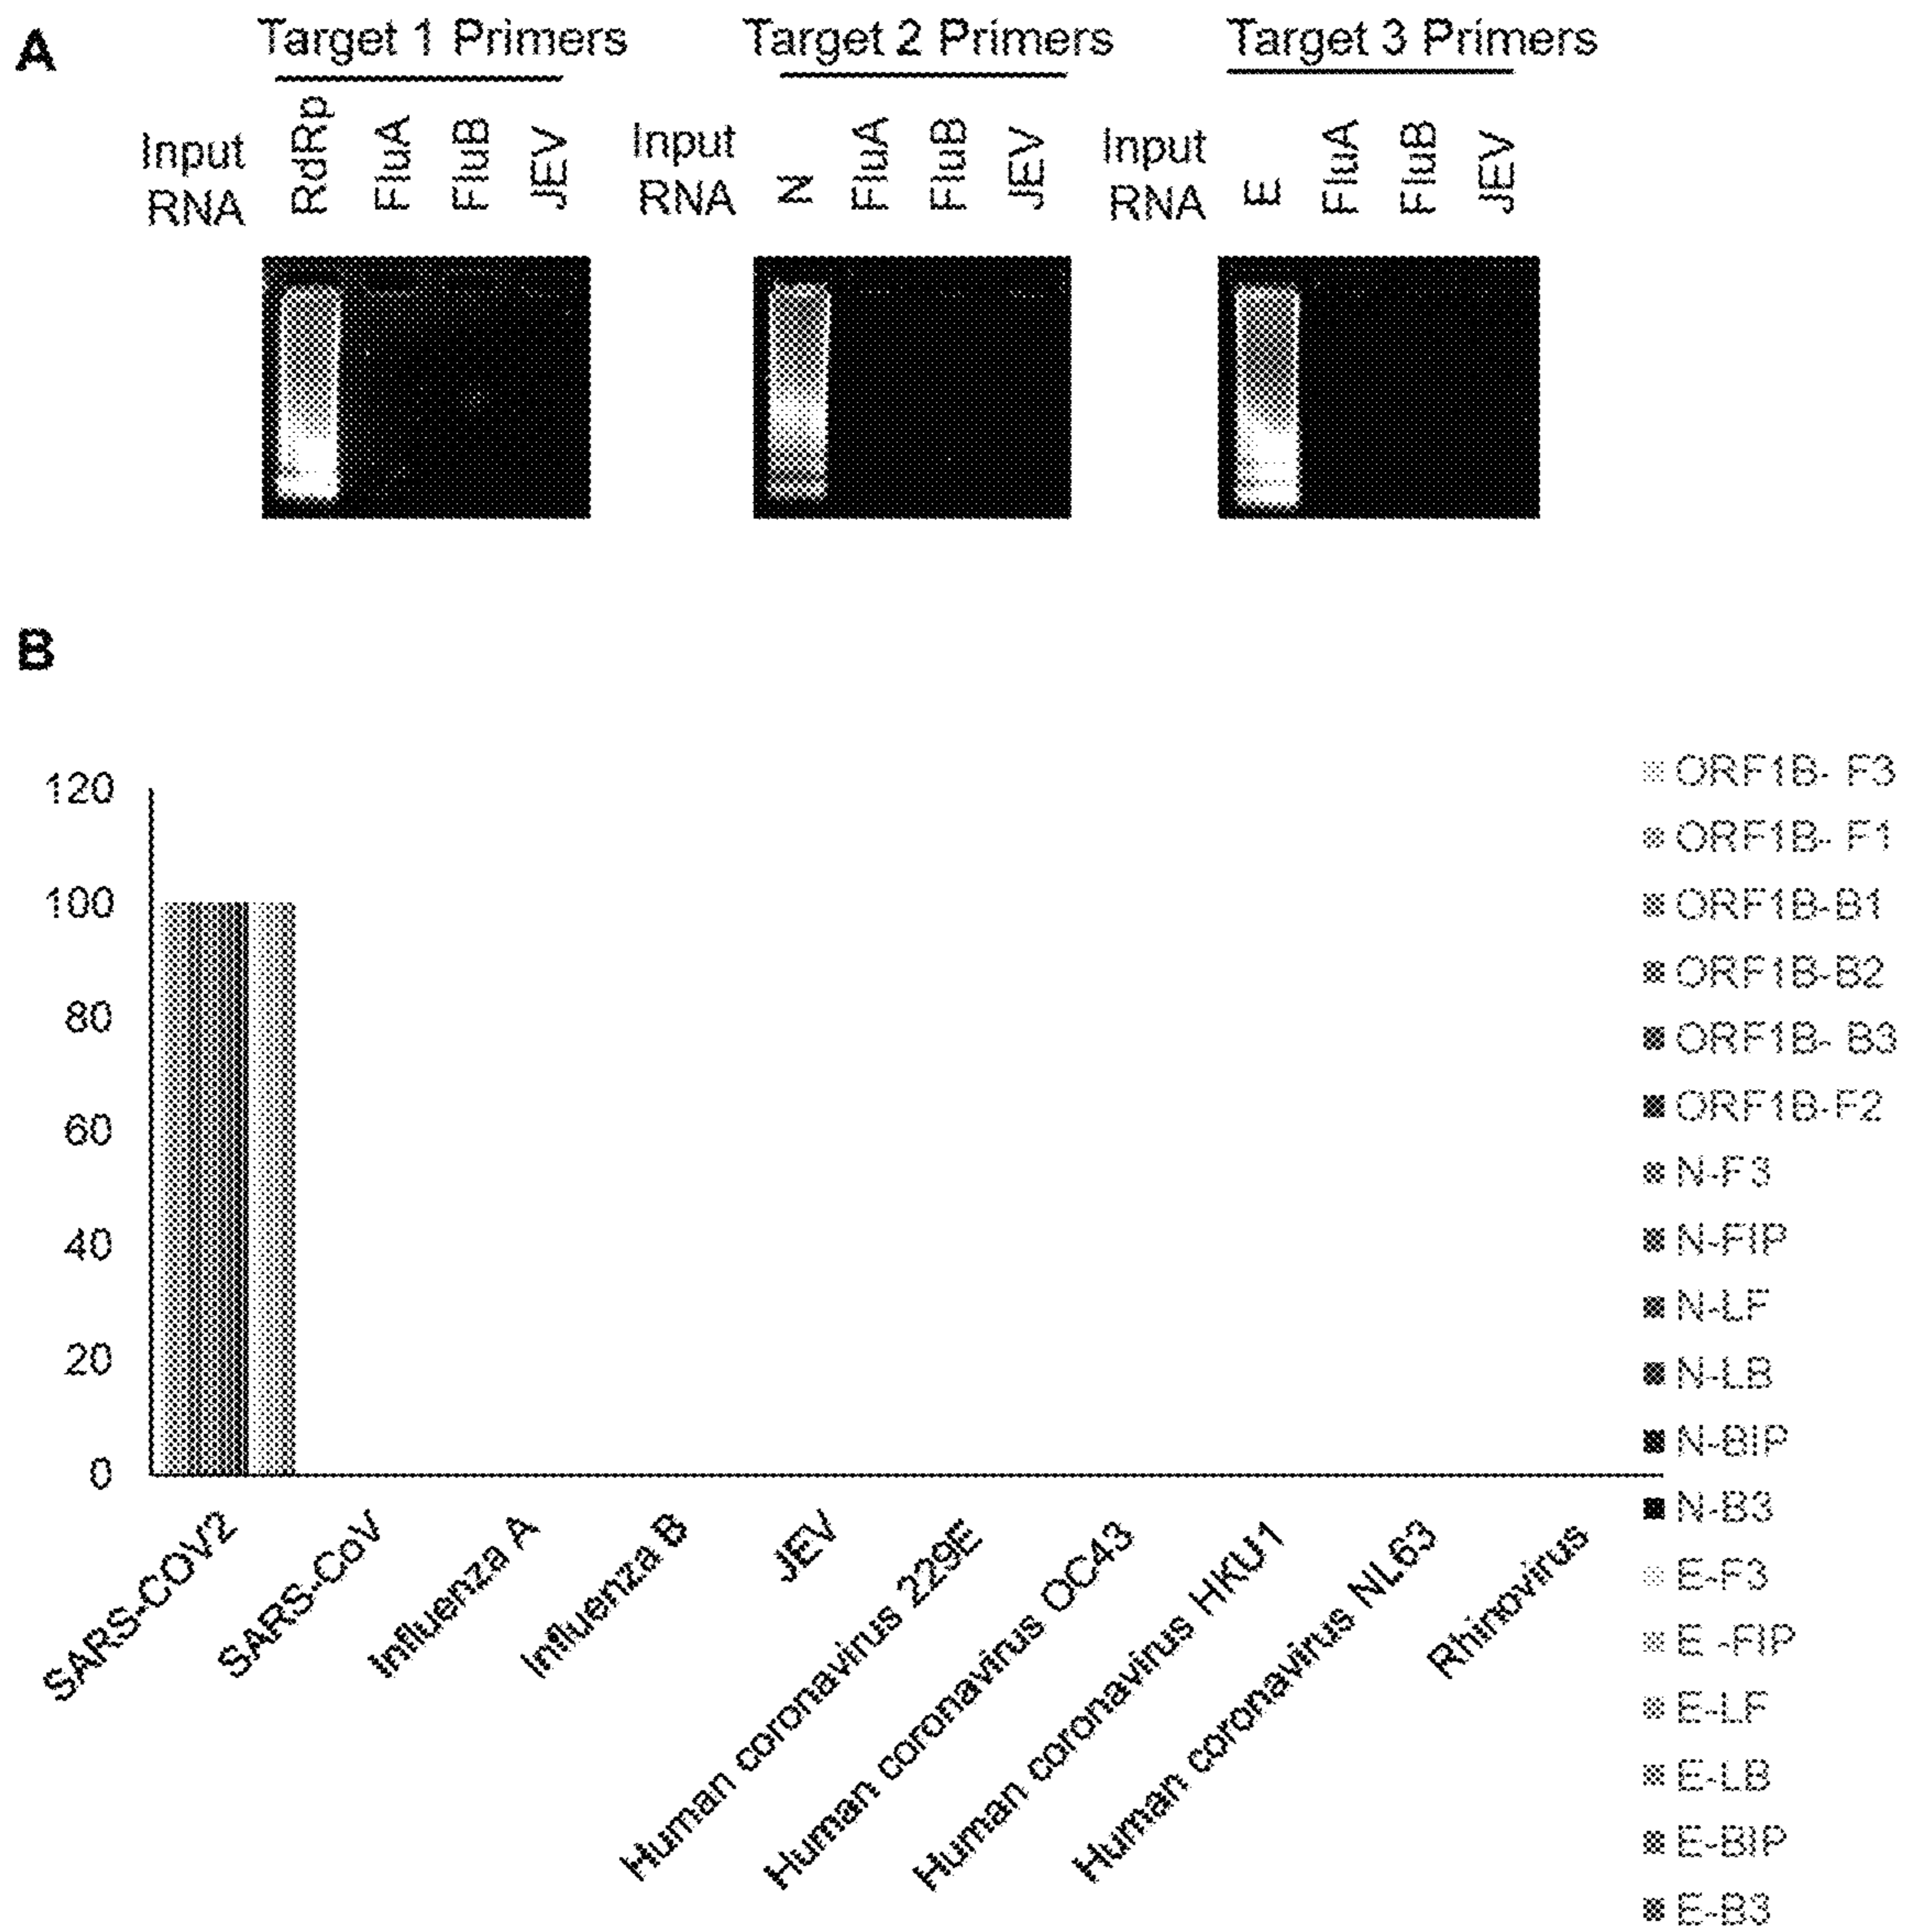 A
Target 1 Primers
Target 2 Primers
Target 3 Primers
Input
RNA
RdRp
FluA
FluB
JEV
Input
RNA
N
FluA
FluB
JEV
Input
RNA
E
FluA
FluB
JEV
B
120
100
80
60
40
20
0
SARS-COV2
SARS-CoV
Influenza A
Influenza B
JEV
Human coronavirus 229E
Human coronavirus OC43
Human coronavirus HKU1
Human coronavirus NL63
Rhinovirus
ORF1B- F3
ORF1B- F1
ORF1B-B1
ORF1B-B2
ORF1B- B3
ORF1B-F2
N-F3
N-FIP
N-LF
N-LB
N-BIP
N-B3
E-F3
E -FIP
E-LF
E-LB
E-BIP
E-B3